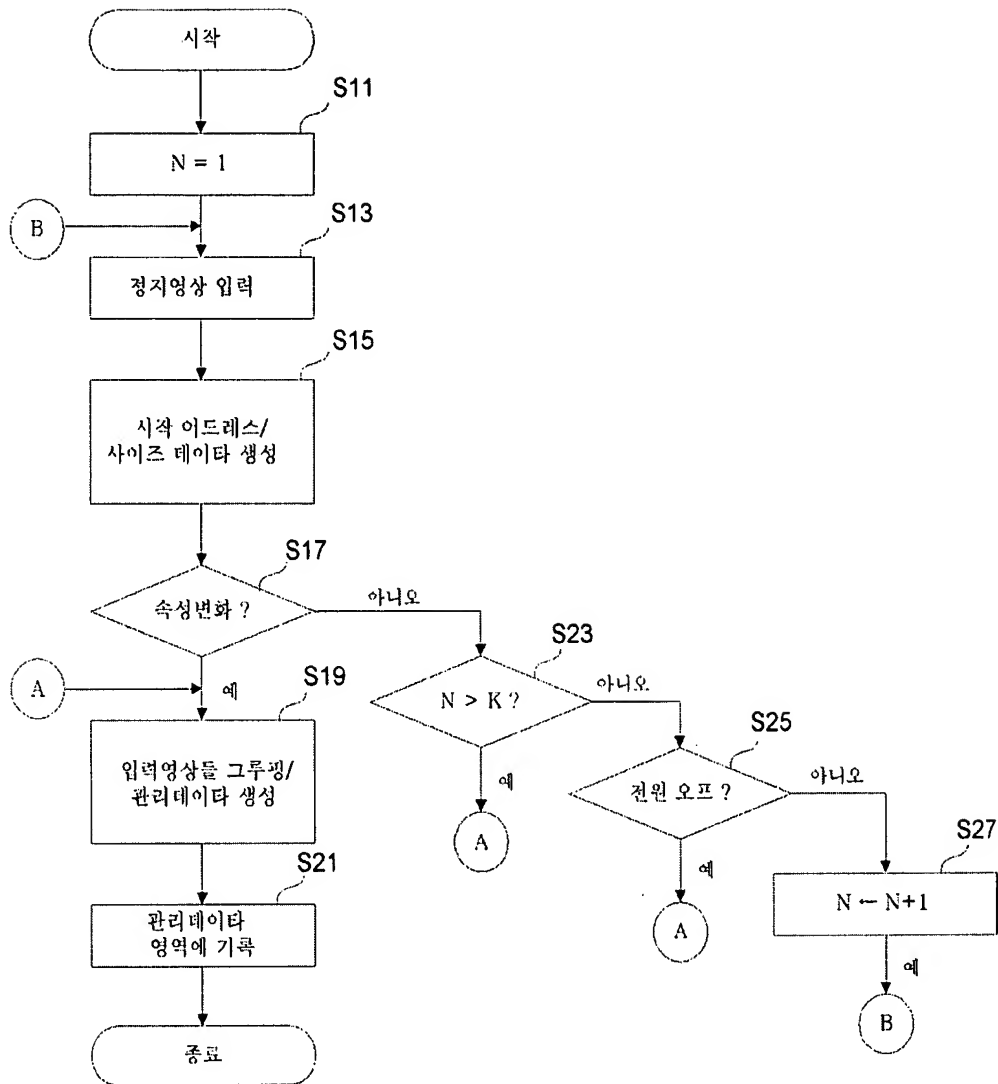 시작
S11
N = 1
B
S13
정지영상 입력
S15
시작 어드레스/
사이즈 데이타 생성
S17
속성변화 ?
아니오
A
예
S19
입력영상들 그루핑/
관리데이타 생성
S21
관리데이타
영역에 기록
종료
S23
N > K ?
아니오
예
A
S25
전원 오프 ?
아니오
예
A
S27
N ← N+1
예
B